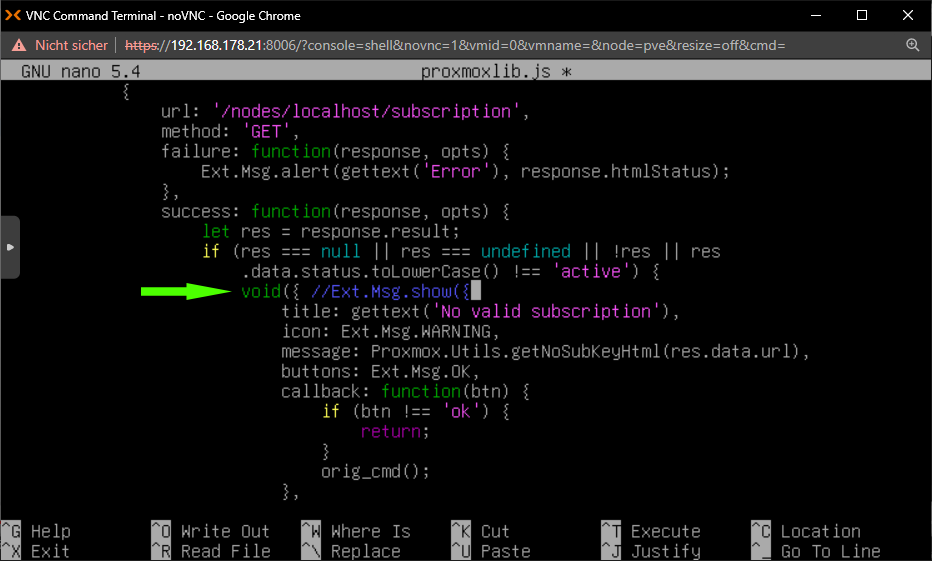 VNC Command Terminal - noVNC - Google Chrome
Nicht sicher | https://192.168.178.21:8006/?console=shell&novnc=1&vmid=0&vmname=&node=pve&resize=off&cmd=
GNU nano 5.4 proxmoxlib.js *
{
url: '/nodes/localhost/subscription',
method: 'GET',
failure: function(response, opts) {
Ext.Msg.alert(gettext('Error'), response.htmlStatus);
},
success: function(response, opts) {
let res = response.result;
if (res === null || res === undefined || !res || res
.data.status.toLowerCase() !== 'active') {
void({ //Ext.Msg.show({
title: gettext('No valid subscription'),
icon: Ext.Msg.WARNING,
message: Proxmox.Utils.getNoSubKeyHtml(res.data.url),
buttons: Ext.Msg.OK,
callback: function(btn) {
if (btn !== 'ok') {
return;
}
orig_cmd();
},
^G Help ^O Write Out ^W Where Is ^K Cut ^T Execute ^C Location
^X Exit ^R Read File ^\ Replace ^U Paste ^J Justify ^_ Go To Line